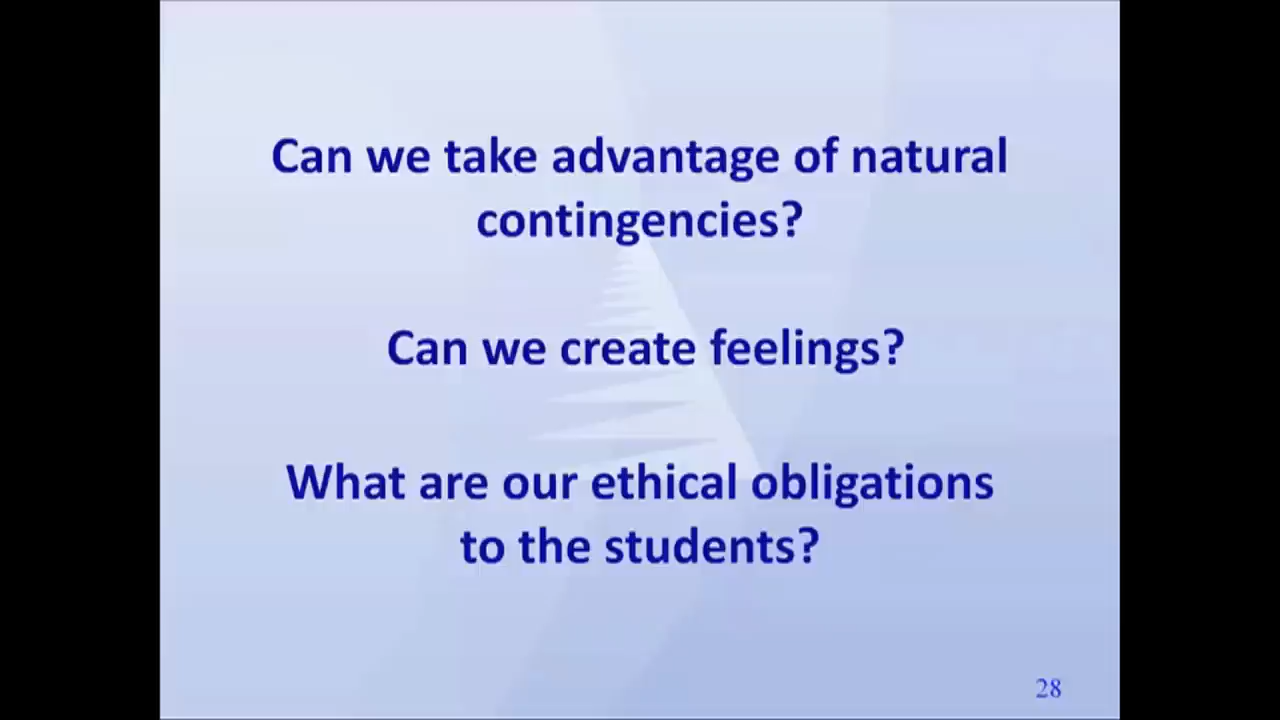 Can we take advantage of natural
contingencies?
Can we create feelings?
What are our ethical obligations
to the students?
28